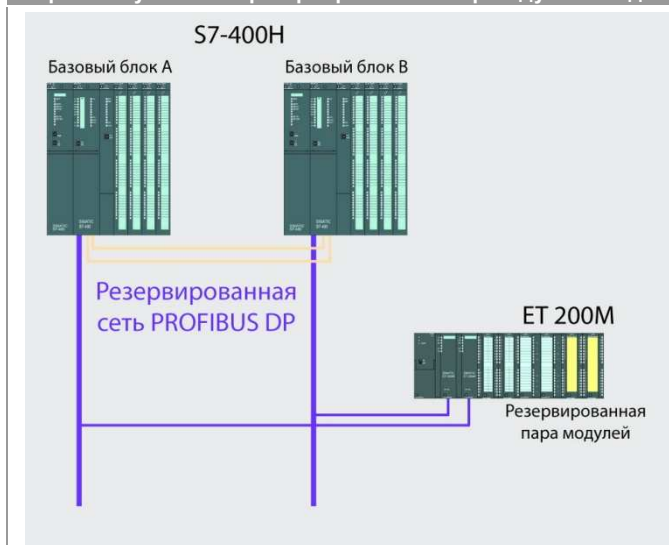 S7-400H
Базовый блок A
Базовый блок B
Резервированная
сеть PROFIBUS DP
ET 200M
Резервированная
пара модулей